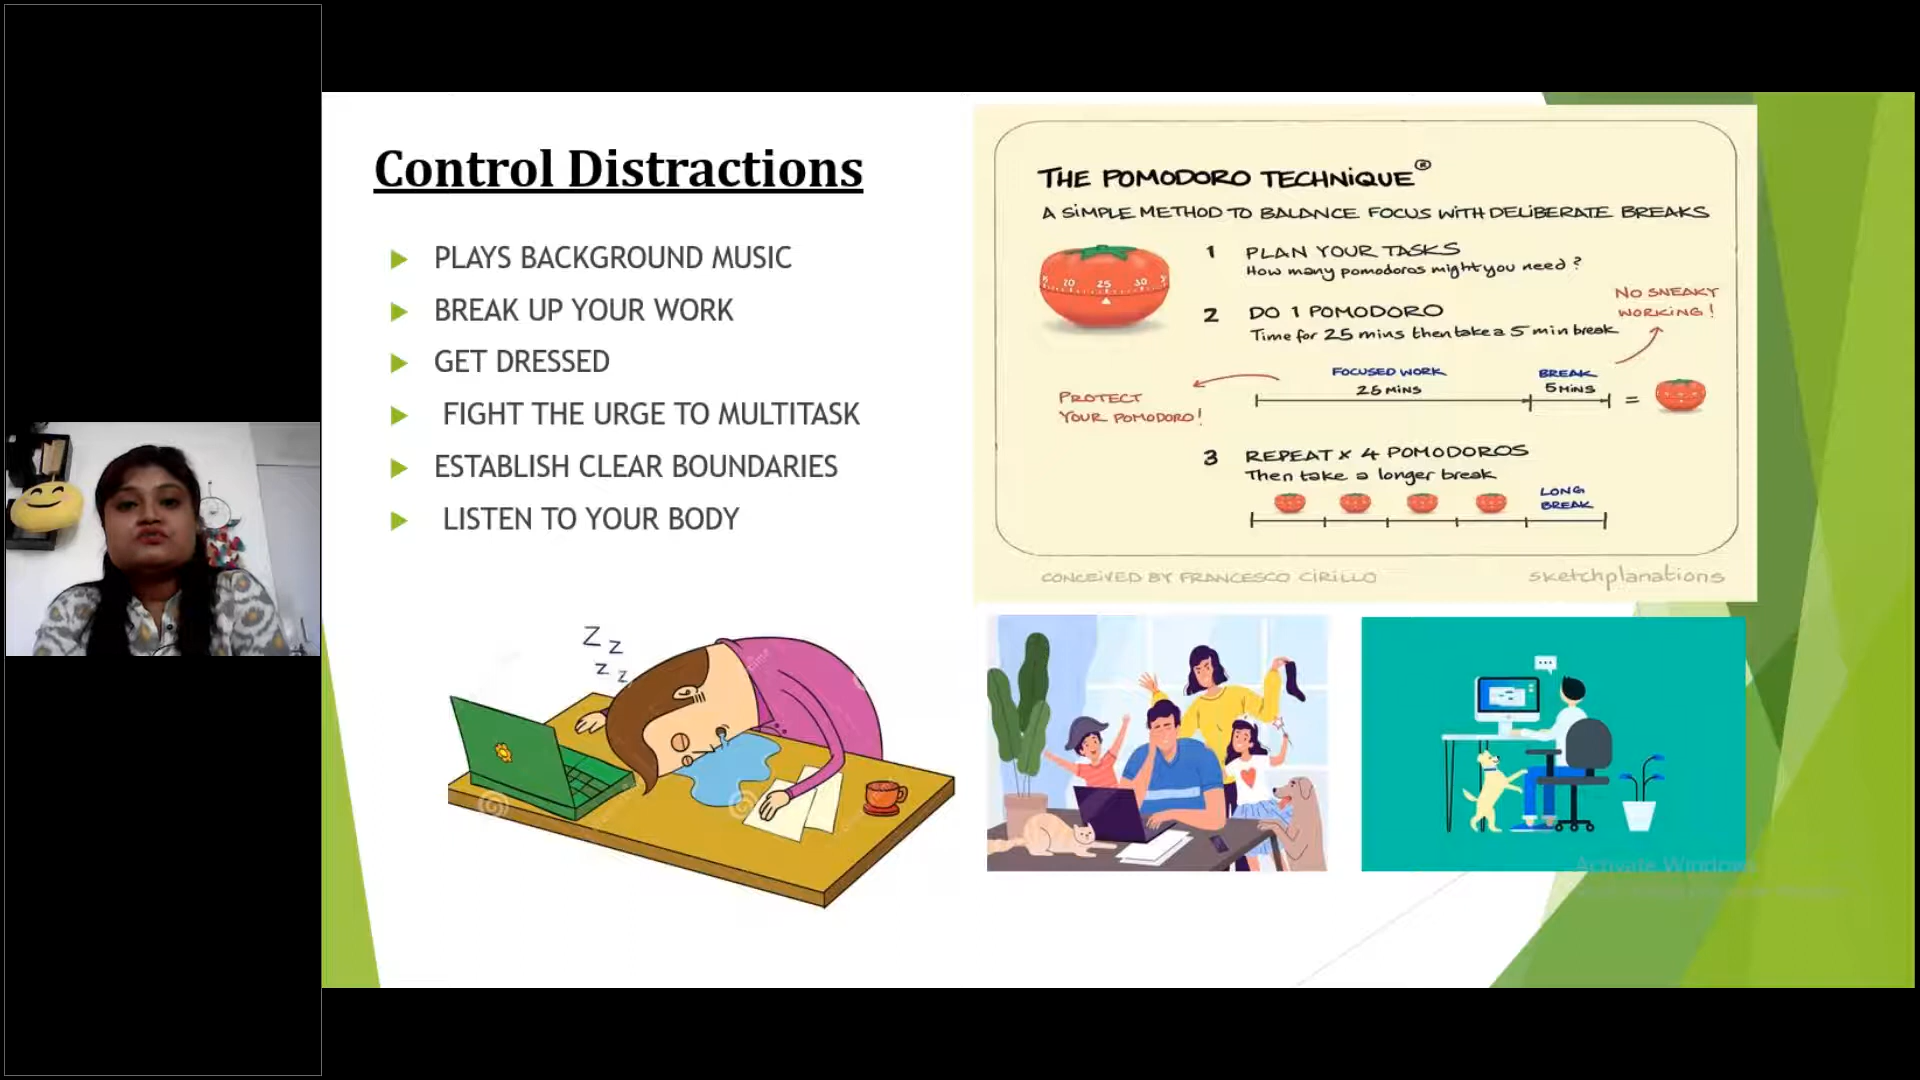 Control Distractions
PLAYS BACKGROUND MUSIC
BREAK UP YOUR WORK
GET DRESSED
FIGHT THE URGE TO MULTITASK
ESTABLISH CLEAR BOUNDARIES
LISTEN TO YOUR BODY
THE POMODORO TECHNIQUE®
A SIMPLE METHOD TO BALANCE FOCUS WITH DELIBERATE BREAKS
20 25 30
1 PLAN YOUR TASKS
How many pomodoros might you need?
2 DO 1 POMODORO
Time for 25 mins then take a 5 min break
NO SNEAKY
WORKING!
FOCUSED WORK
25 MINS
BREAK
5 MINS
=
PROTECT
YOUR POMODORO!
3 REPEAT x 4 POMODOROS
Then take a longer break
LONG
BREAK
CONCEIVED BY FRANCESCO CIRILLO
sketchplanations
Z z
z z
Activate Windows